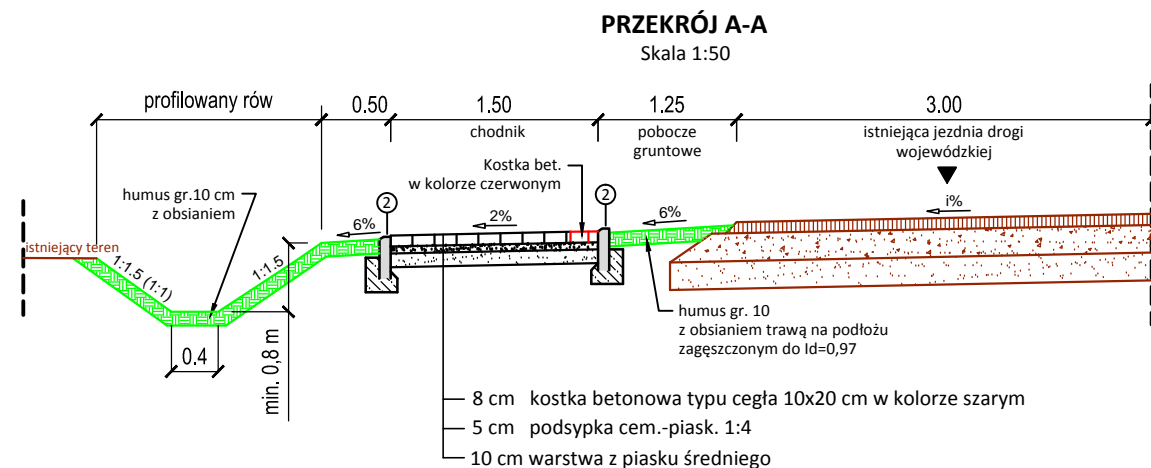 PRZEKRÓJ A-A
Skala 1:50
profilowany rów
0.50
1.50
1.25
3.00
chodnik
pobocze
gruntowe
istniejąca jezdnia drogi
wojewódzkiej
Kostka bet.
w kolorze czerwonym
humus gr.10 cm
z obsianiem
2
2
6%
2%
6%
i%
istniejący teren
1:1.5 (1:1)
1:1.5
0.4
min. 0,8 m
humus gr. 10
z obsianiem trawą na podłożu
zagęszczonym do Id=0,97
8 cm kostka betonowa typu cegła 10x20 cm w kolorze szarym
5 cm podsypka cem.-piask. 1:4
10 cm warstwa z piasku średniego